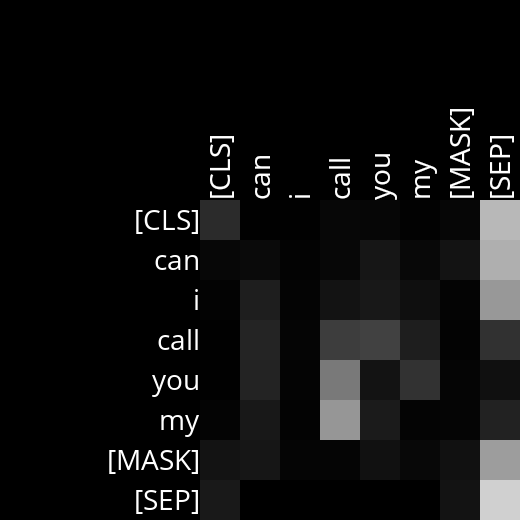 [CLS] can i call you my [MASK] [SEP]
[CLS]
can
i
call
you
my
[MASK]
[SEP]